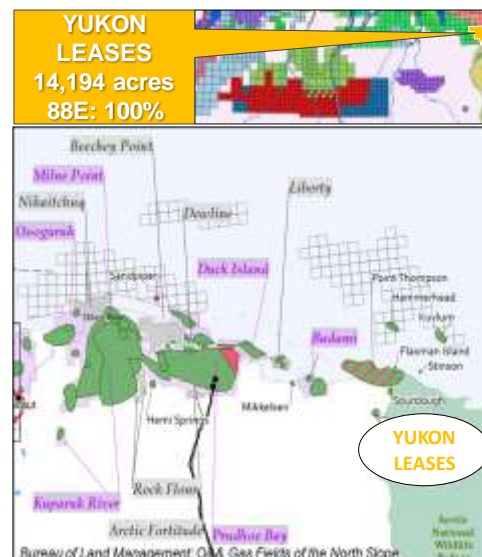 YUKON
LEASES
14,194 acres
88E: 100%
Beechey Point
Milne Point
Liberty
Nikaitchuq
Dewline
Oooguruk
Duck Island
Sandpiper
Point Thompson
Hammerhead
Kuvlum
Badami
Flaxman Island
Stinson
Mikkelsen
Sourdough
Hemi Springs
YUKON
LEASES
Kuparuk River
Rock Flour
Arctic Fortitude
Prudhoe Bay
Arctic
National
Wildlife
Bureau of Land Management: Oil & Gas Fields of the North Slope